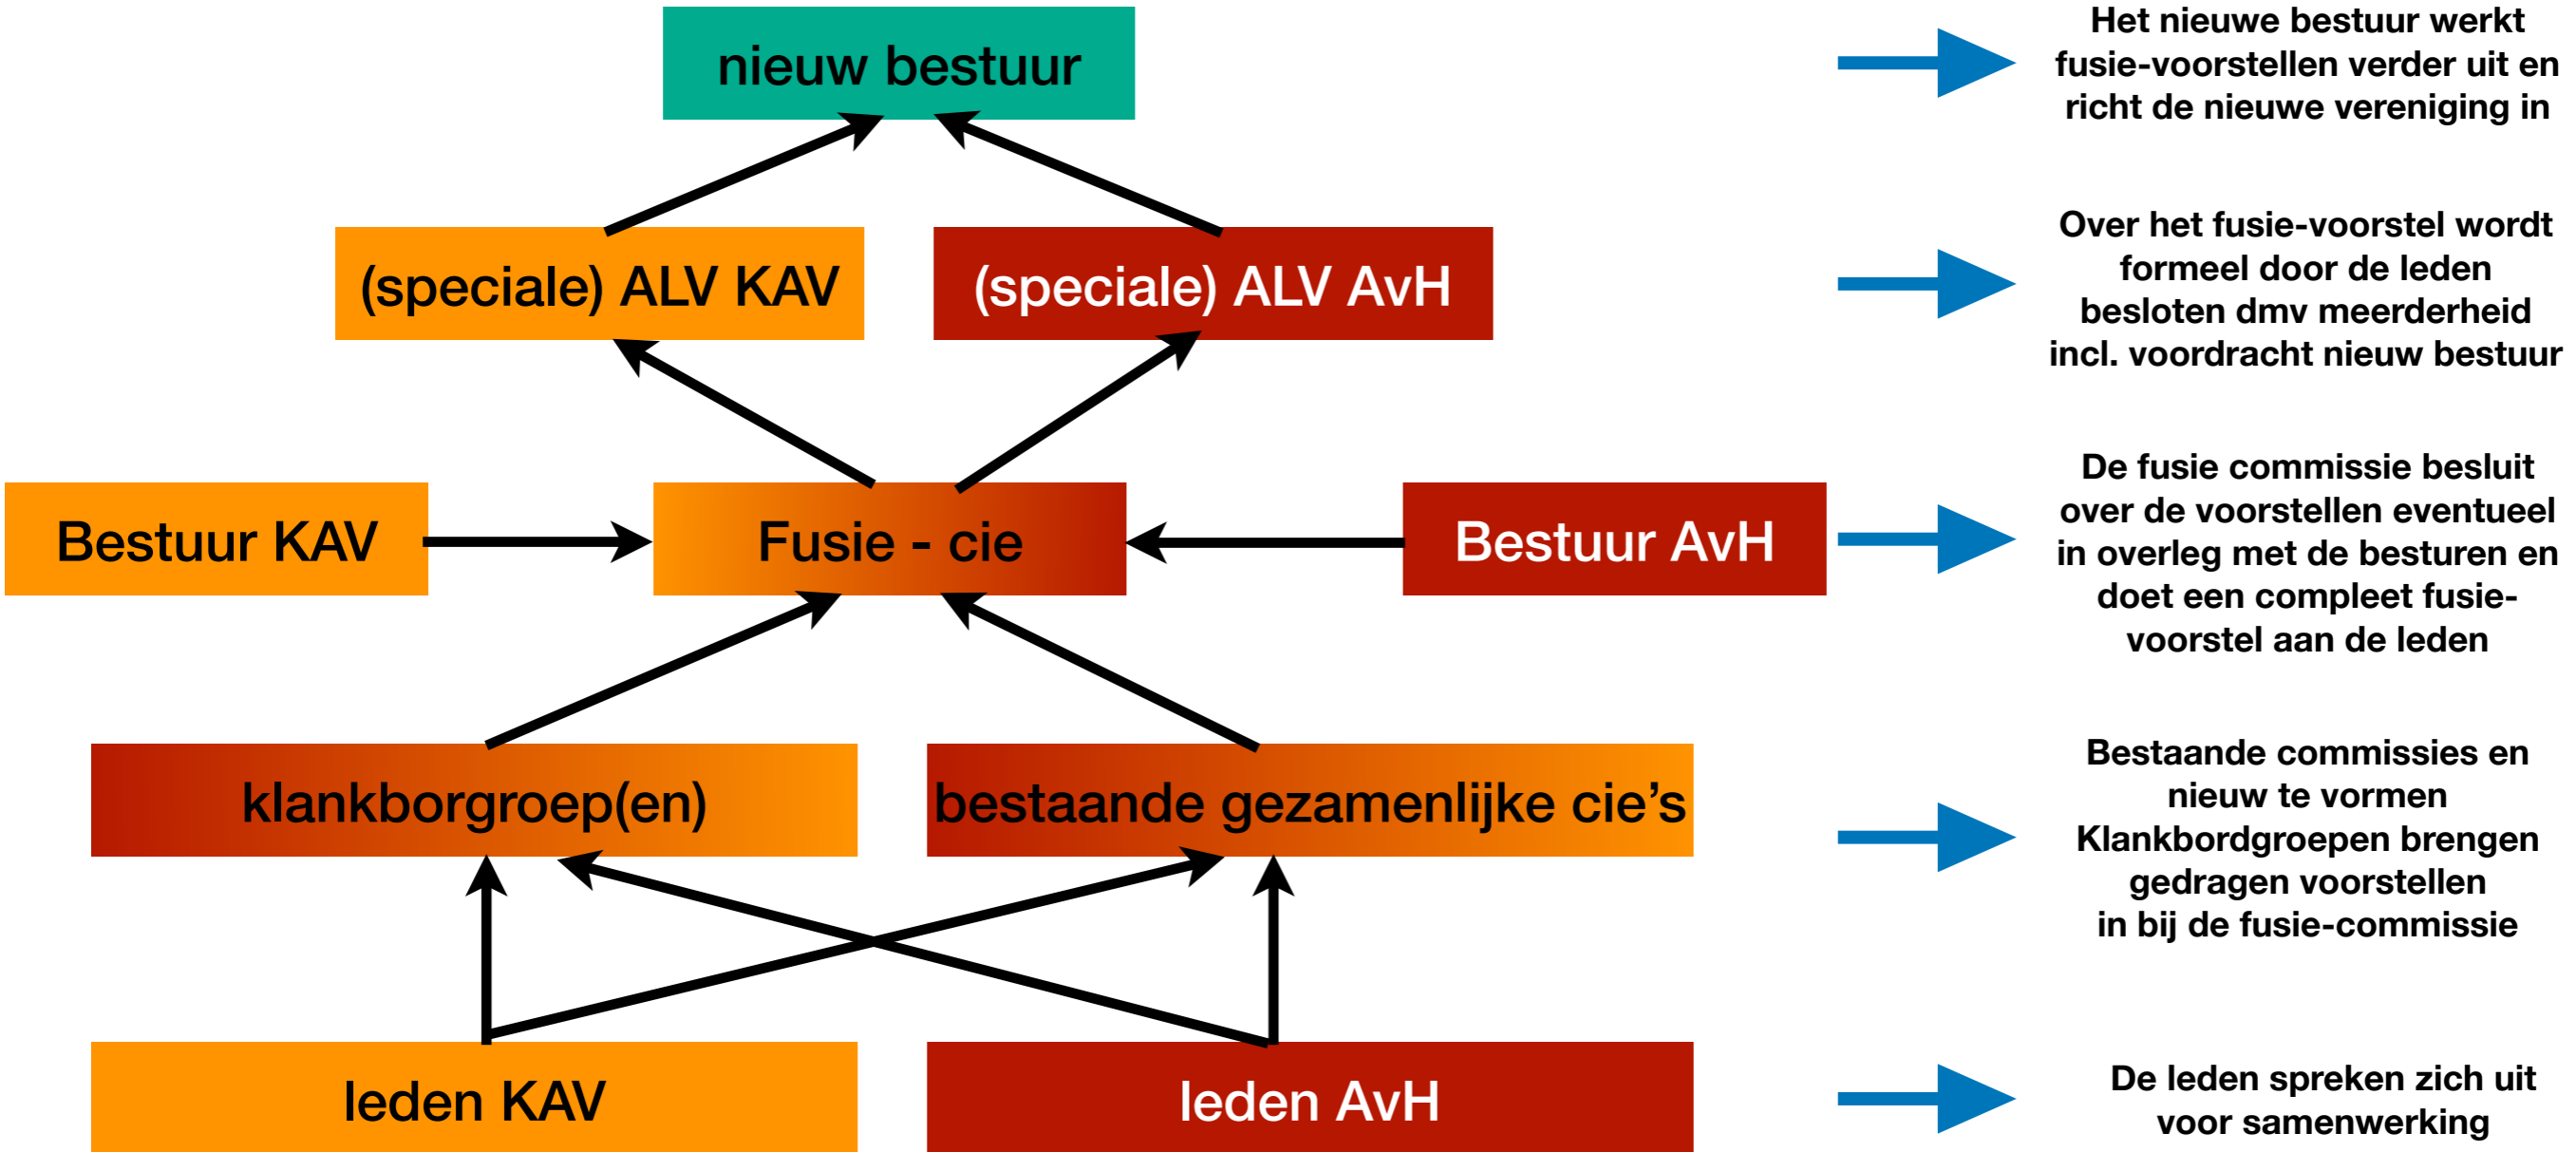 nieuw bestuur
Het nieuwe bestuur werkt
fusie-voorstellen verder uit en
richt de nieuwe vereniging in
(speciale) ALV KAV
(speciale) ALV AvH
Over het fusie-voorstel wordt
formeel door de leden
besloten dmv meerderheid
incl. voordracht nieuw bestuur
Bestuur KAV
Fusie - cie
Bestuur AvH
De fusie commissie besluit
over de voorstellen eventueel
in overleg met de besturen en
doet een compleet fusie-
voorstel aan de leden
klankborgroep(en)
bestaande gezamenlijke cie’s
Bestaande commissies en
nieuw te vormen
Klankbordgroepen brengen
gedragen voorstellen
in bij de fusie-commissie
leden KAV
leden AvH
De leden spreken zich uit
voor samenwerking